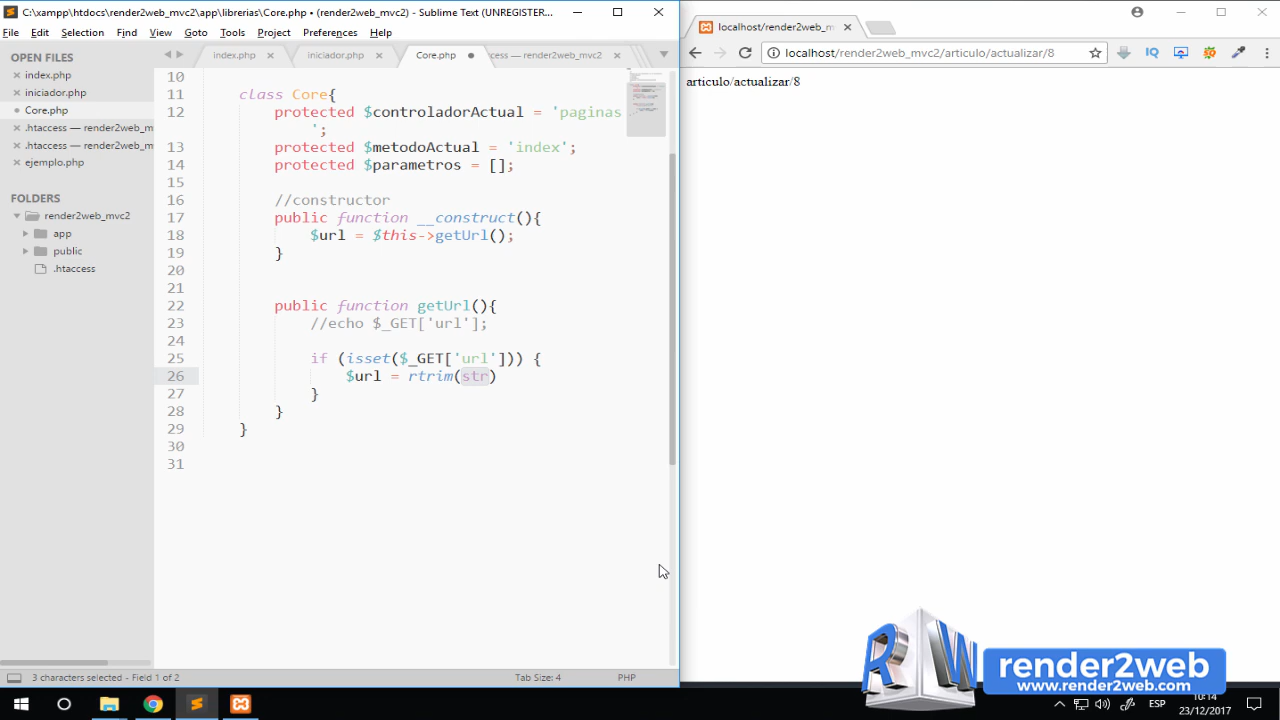 C:\xampp\htdocs\render2web_mvc2\app\librerias\Core.php • (render2web_mvc2) - Sublime Text (UNREGISTER...
File Edit Selection Find View Goto Tools Project Preferences Help
OPEN FILES
index.php
iniciador.php
Core.php
.htaccess — render2web_m
.htaccess — render2web_m
ejemplo.php
FOLDERS
render2web_mvc2
app
public
.htaccess
index.php iniciador.php Core.php cess — render2web_mvc2
10
11 class Core{
12 protected $controladorActual = 'paginas
';
13 protected $metodoActual = 'index';
14 protected $parametros = [];
15
16 //constructor
17 public function __construct(){
18 $url = $this->getUrl();
19 }
20
21
22 public function getUrl(){
23 //echo $_GET['url'];
24
25 if (isset($_GET['url'])) {
26 $url = rtrim(str)
27 }
28 }
29 }
30
31
3 characters selected - Field 1 of 2 Tab Size: 4 PHP
localhost/render2web_m
localhost/render2web_mvc2/articulo/actualizar/8
IQ
articulo/actualizar/8
RW
render2web
www.render2web.com
ESP
10:14
23/12/2017